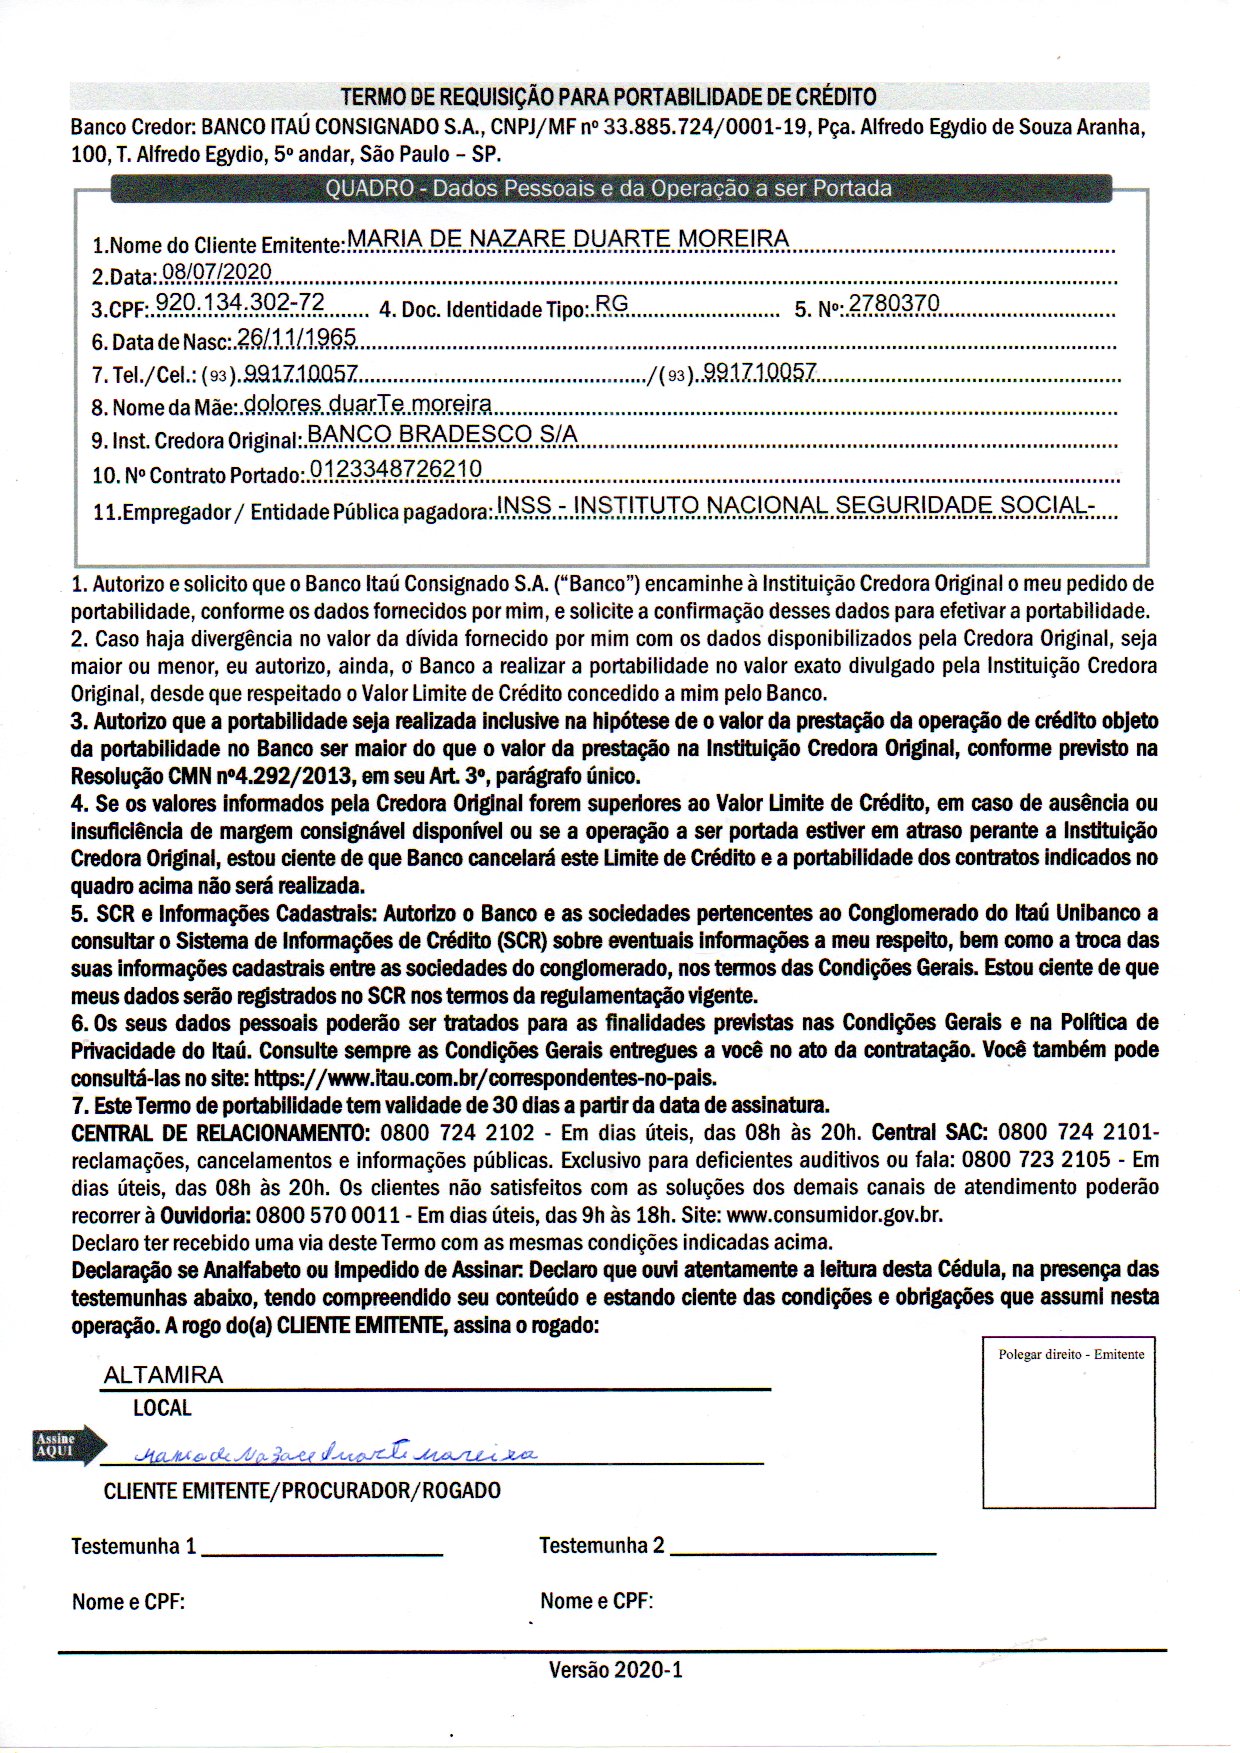 TERMO DE REQUISIÇÃO PARA PORTABILIDADE DE CRÉDITO
Banco Credor: BANCO ITAÚ CONSIGNADO S.A., CNPJ/MF nº 33.885.724/0001-19, Pça. Alfredo Egydio de Souza Aranha,
100, T. Alfredo Egydio, 5º andar, São Paulo – SP.
QUADRO - Dados Pessoais e da Operação a ser Portada
1.Nome do Cliente Emitente: MARIA DE NAZARE DUARTE MOREIRA
2.Data: 08/07/2020
3.CPF: 920.134.302-72 4. Doc. Identidade Tipo: RG 5. Nº: 2780370
6. Data de Nasc: 26/11/1965
7. Tel./Cel.: (93) 991710057 /(93) 991710057
8. Nome da Mãe: dolores duarTe moreira
9. Inst. Credora Original: BANCO BRADESCO S/A
10. Nº Contrato Portado: 0123348726210
11.Empregador / Entidade Pública pagadora: INSS - INSTITUTO NACIONAL SEGURIDADE SOCIAL-
1. Autorizo e solicito que o Banco Itaú Consignado S.A. (“Banco”) encaminhe à Instituição Credora Original o meu pedido de
portabilidade, conforme os dados fornecidos por mim, e solicite a confirmação desses dados para efetivar a portabilidade.
2. Caso haja divergência no valor da dívida fornecido por mim com os dados disponibilizados pela Credora Original, seja
maior ou menor, eu autorizo, ainda, o Banco a realizar a portabilidade no valor exato divulgado pela Instituição Credora
Original, desde que respeitado o Valor Limite de Crédito concedido a mim pelo Banco.
3. Autorizo que a portabilidade seja realizada inclusive na hipótese de o valor da prestação da operação de crédito objeto
da portabilidade no Banco ser maior do que o valor da prestação na Instituição Credora Original, conforme previsto na
Resolução CMN nº4.292/2013, em seu Art. 3º, parágrafo único.
4. Se os valores informados pela Credora Original forem superiores ao Valor Limite de Crédito, em caso de ausência ou
insuficiência de margem consignável disponível ou se a operação a ser portada estiver em atraso perante a Instituição
Credora Original, estou ciente de que Banco cancelará este Limite de Crédito e a portabilidade dos contratos indicados no
quadro acima não será realizada.
5. SCR e Informações Cadastrais: Autorizo o Banco e as sociedades pertencentes ao Conglomerado do Itaú Unibanco a
consultar o Sistema de Informações de Crédito (SCR) sobre eventuais informações a meu respeito, bem como a troca das
suas informações cadastrais entre as sociedades do conglomerado, nos termos das Condições Gerais. Estou ciente de que
meus dados serão registrados no SCR nos termos da regulamentação vigente.
6. Os seus dados pessoais poderão ser tratados para as finalidades previstas nas Condições Gerais e na Política de
Privacidade do Itaú. Consulte sempre as Condições Gerais entregues a você no ato da contratação. Você também pode
consultá-las no site: https://www.itau.com.br/correspondentes-no-pais.
7. Este Termo de portabilidade tem validade de 30 dias a partir da data de assinatura.
CENTRAL DE RELACIONAMENTO: 0800 724 2102 - Em dias úteis, das 08h às 20h. Central SAC: 0800 724 2101-
reclamações, cancelamentos e informações públicas. Exclusivo para deficientes auditivos ou fala: 0800 723 2105 - Em
dias úteis, das 08h às 20h. Os clientes não satisfeitos com as soluções dos demais canais de atendimento poderão
recorrer à Ouvidoria: 0800 570 0011 - Em dias úteis, das 9h às 18h. Site: www.consumidor.gov.br.
Declaro ter recebido uma via deste Termo com as mesmas condições indicadas acima.
Declaração se Analfabeto ou Impedido de Assinar: Declaro que ouvi atentamente a leitura desta Cédula, na presença das
testemunhas abaixo, tendo compreendido seu conteúdo e estando ciente das condições e obrigações que assumi nesta
operação. A rogo do(a) CLIENTE EMITENTE, assina o rogado:
Polegar direito - Emitente
ALTAMIRA
LOCAL
Assine
AQUI
Maria de Nazare Duarte Moreira
CLIENTE EMITENTE/PROCURADOR/ROGADO
Testemunha 1 Testemunha 2
Nome e CPF: Nome e CPF:
Versão 2020-1